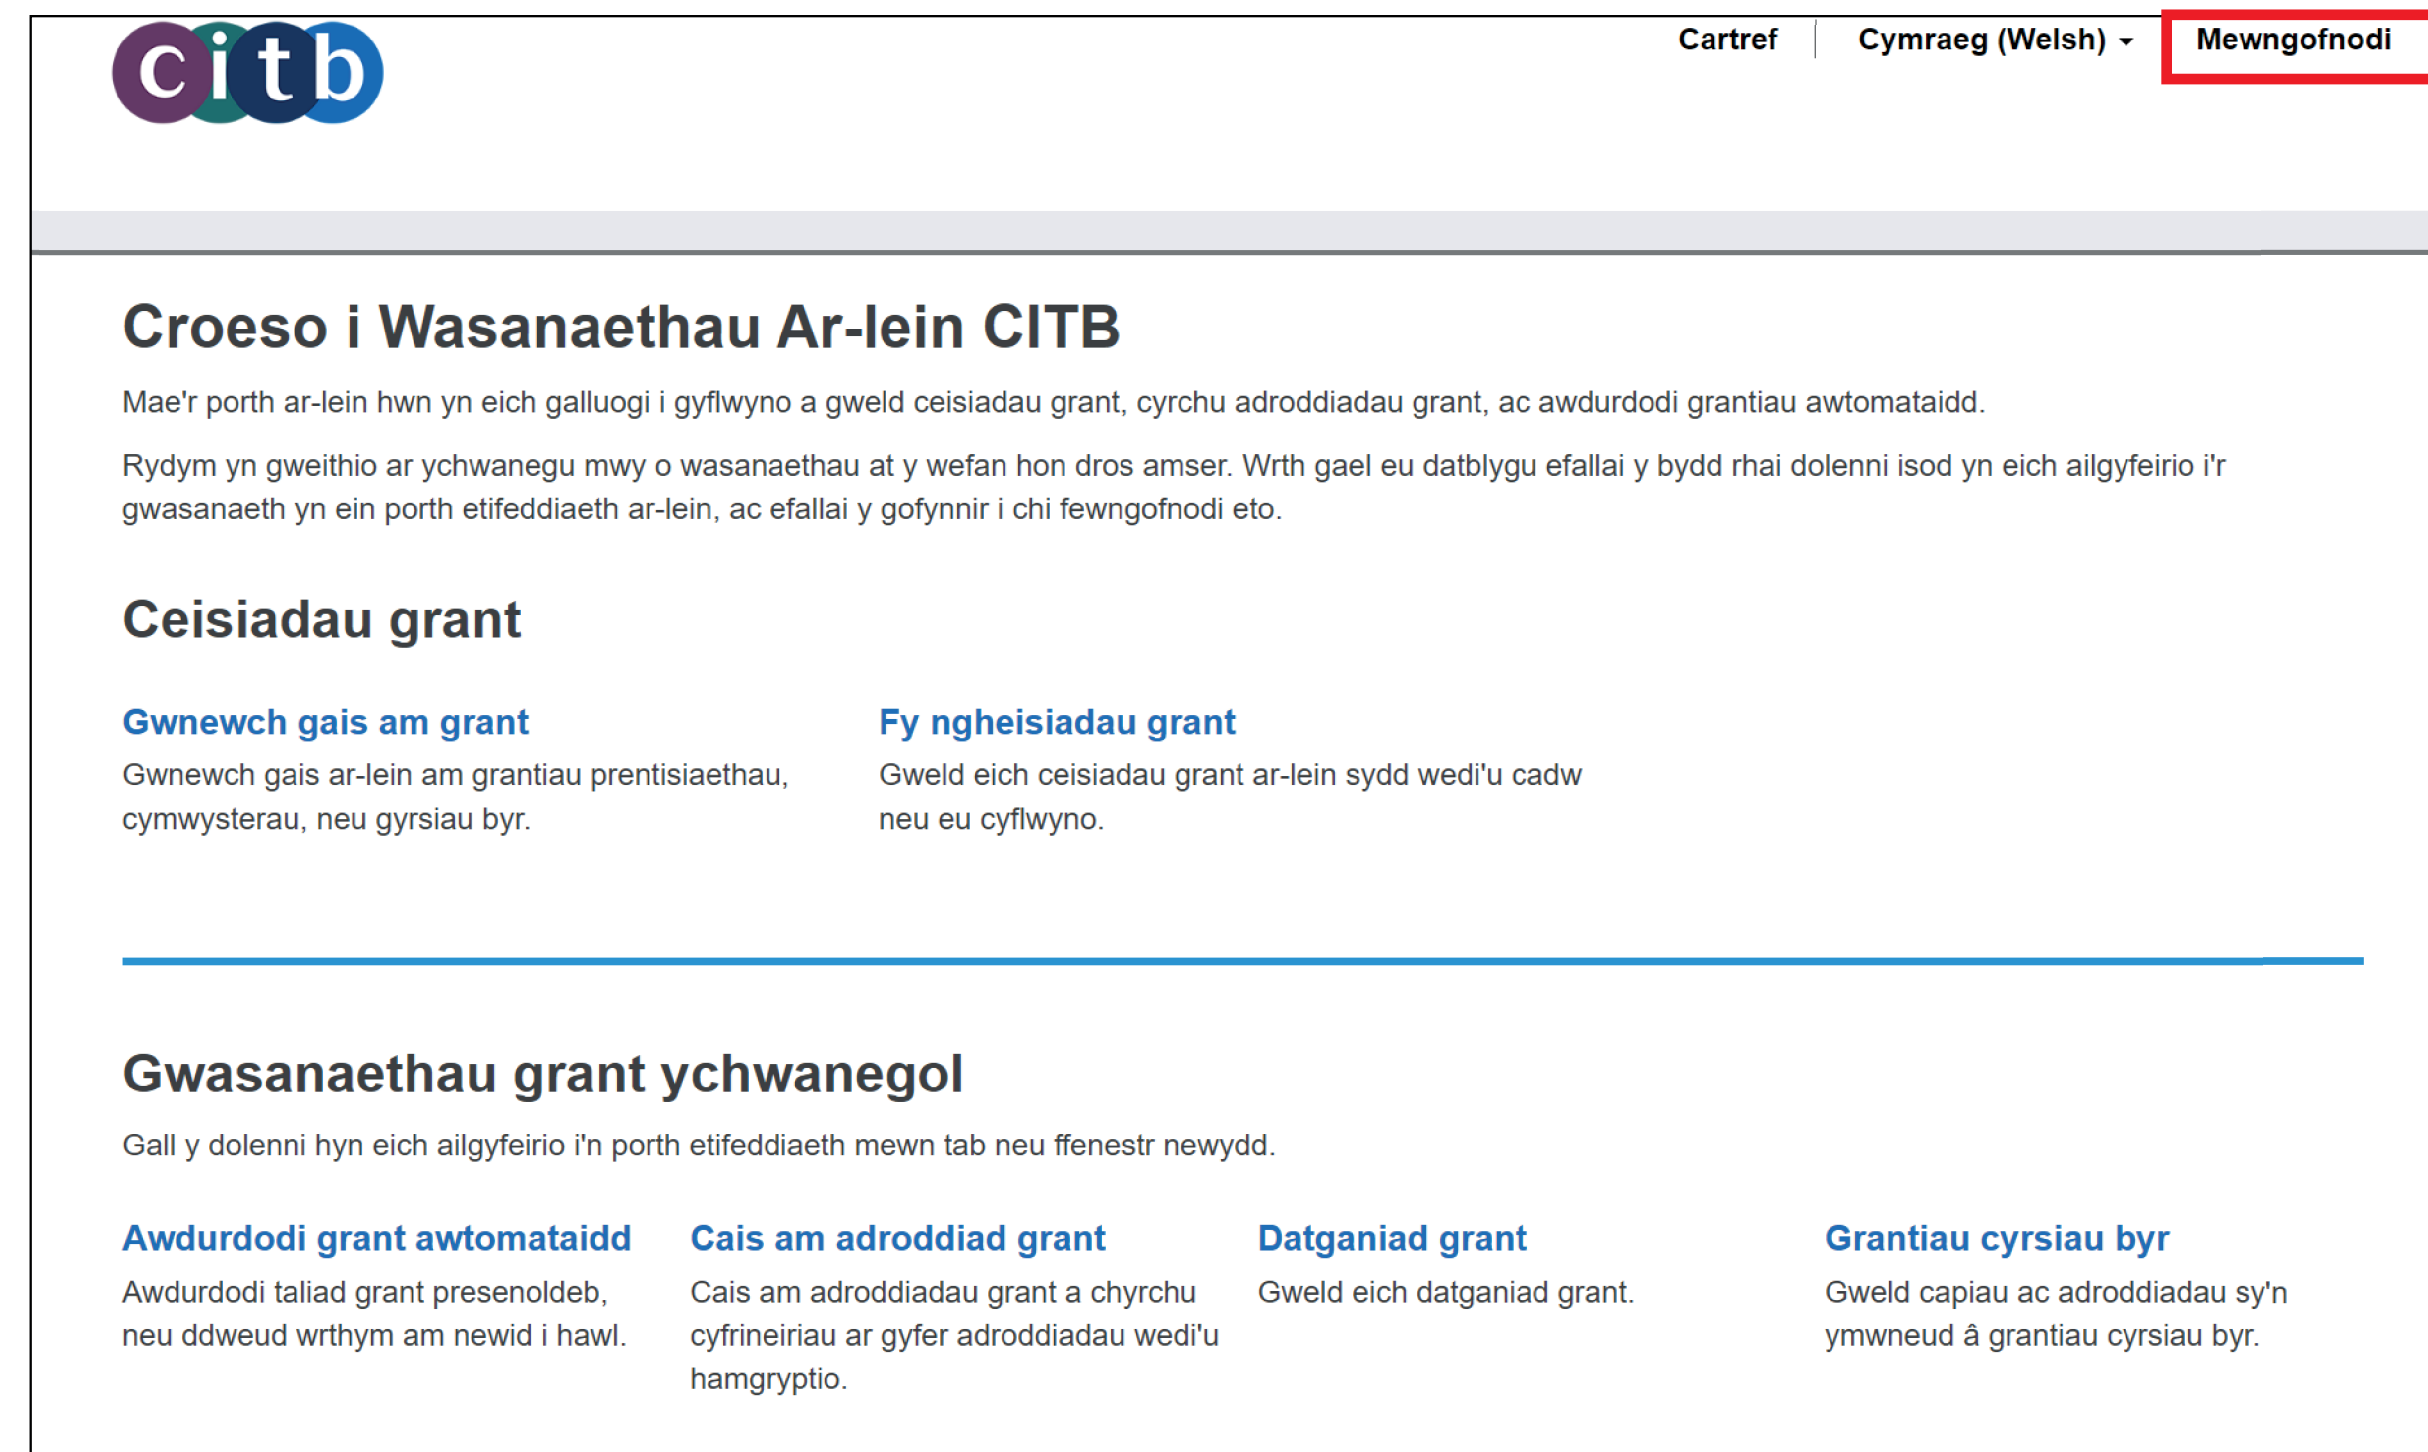 citb
Cartref
Cymraeg (Welsh)
Mewngofnodi
Croeso i Wasanaethau Ar-lein CITB
Mae'r porth ar-lein hwn yn eich galluogi i gyflwyno a gweld ceisiadau grant, cyrchu adroddiadau grant, ac awdurdodi grantiau awtomataidd.
Rydym yn gweithio ar ychwanegu mwy o wasanaethau at y wefan hon dros amser. Wrth gael eu datblygu efallai y bydd rhai dolenni isod yn eich ailgyfeirio i'r
gwasanaeth yn ein porth etifeddiaeth ar-lein, ac efallai y gofynnir i chi fewngofnodi eto.
Ceisiadau grant
Gwnewch gais am grant
Gwnewch gais ar-lein am grantiau prentisiaethau,
cymwysterau, neu gyrsiau byr.
Fy ngheisiadau grant
Gweld eich ceisiadau grant ar-lein sydd wedi'u cadw
neu eu cyflwyno.
Gwasanaethau grant ychwanegol
Gall y dolenni hyn eich ailgyfeirio i'n porth etifeddiaeth mewn tab neu ffenestr newydd.
Awdurdodi grant awtomataidd
Awdurdodi taliad grant presenoldeb,
neu ddweud wrthym am newid i hawl.
Cais am adroddiad grant
Cais am adroddiadau grant a chyrchu
cyfrineiriau ar gyfer adroddiadau wedi'u
hamgryptio.
Datganiad grant
Gweld eich datganiad grant.
Grantiau cyrsiau byr
Gweld capiau ac adroddiadau sy'n
ymwneud â grantiau cyrsiau byr.